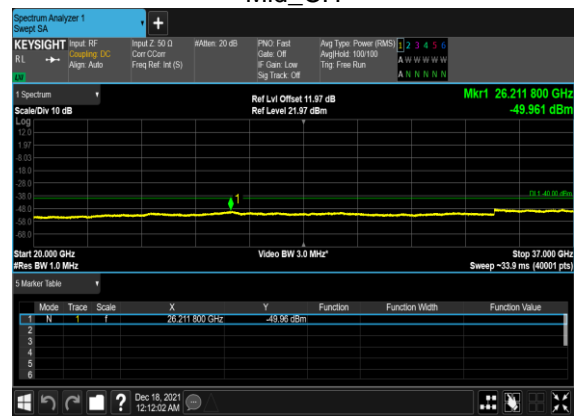 Mid_CH
Spectrum Analyzer 1
Swept SA
KEYSIGHT Input: RF Input Z: 50 Ω #Atten: 20 dB PNO: Fast Avg Type: Power (RMS) 1 2 3 4 5 6
RL Coupling: DC Corr CCorr Gate: Off Avg|Hold: 100/100 A W W W W W
Align: Auto Freq Ref: Int (S) IF Gain: Low Trig: Free Run
Sig Track: Off A N N N N N
1 Spectrum Ref Lvl Offset 11.97 dB Mkr1 26.211 800 GHz
Scale/Div 10 dB Ref Level 21.97 dBm -49.961 dBm
Log
12.0
1.97
-8.03
-18.0
-28.0
-38.0 1 DL1 -40.00 dBm
-48.0
-58.0
-68.0
Start 20.000 GHz Video BW 3.0 MHz* Stop 37.000 GHz
#Res BW 1.0 MHz Sweep ~33.9 ms (40001 pts)
5 Marker Table
Mode Trace Scale X Y Function Function Width Function Value
1 N 1 f 26.211 800 GHz -49.96 dBm
2
3
4
5
6
? Dec 18, 2021
12:12:02 AM